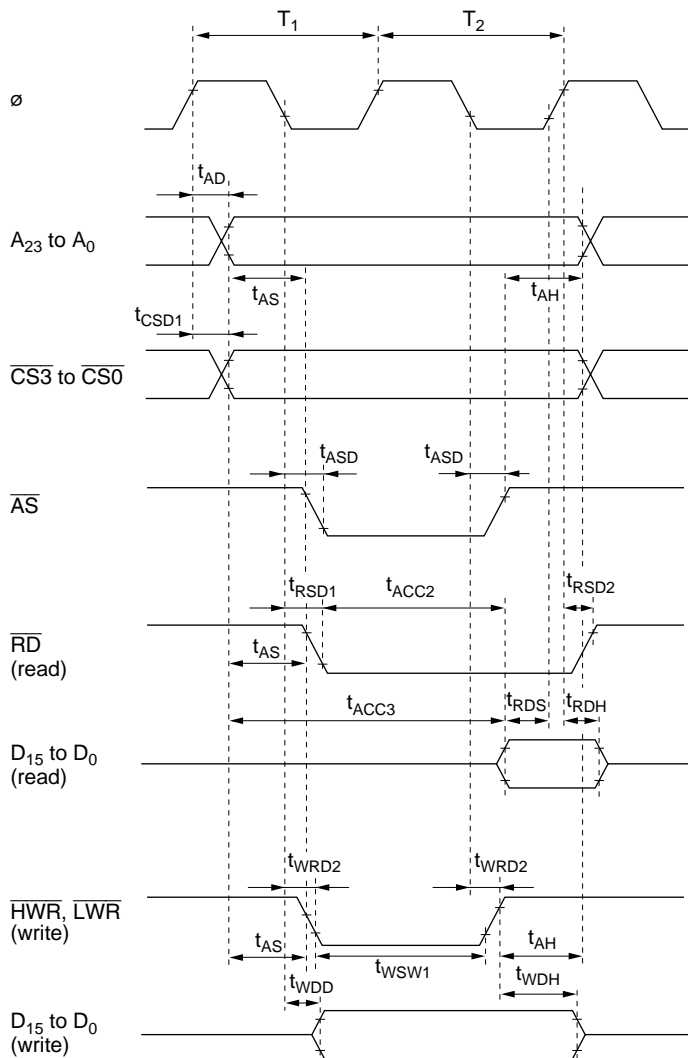 T1 T2
ø
tAD
A23 to A0
tAS tAH
tCSD1
CS3 to CS0
tASD tASD
AS
tRSD1 tACC2 tRSD2
RD
(read)
tAS
tACC3 tRDS tRDH
D15 to D0
(read)
tWRD2 tWRD2
HWR, LWR
(write)
tAS tWSW1 tAH
tWDD tWDH
D15 to D0
(write)